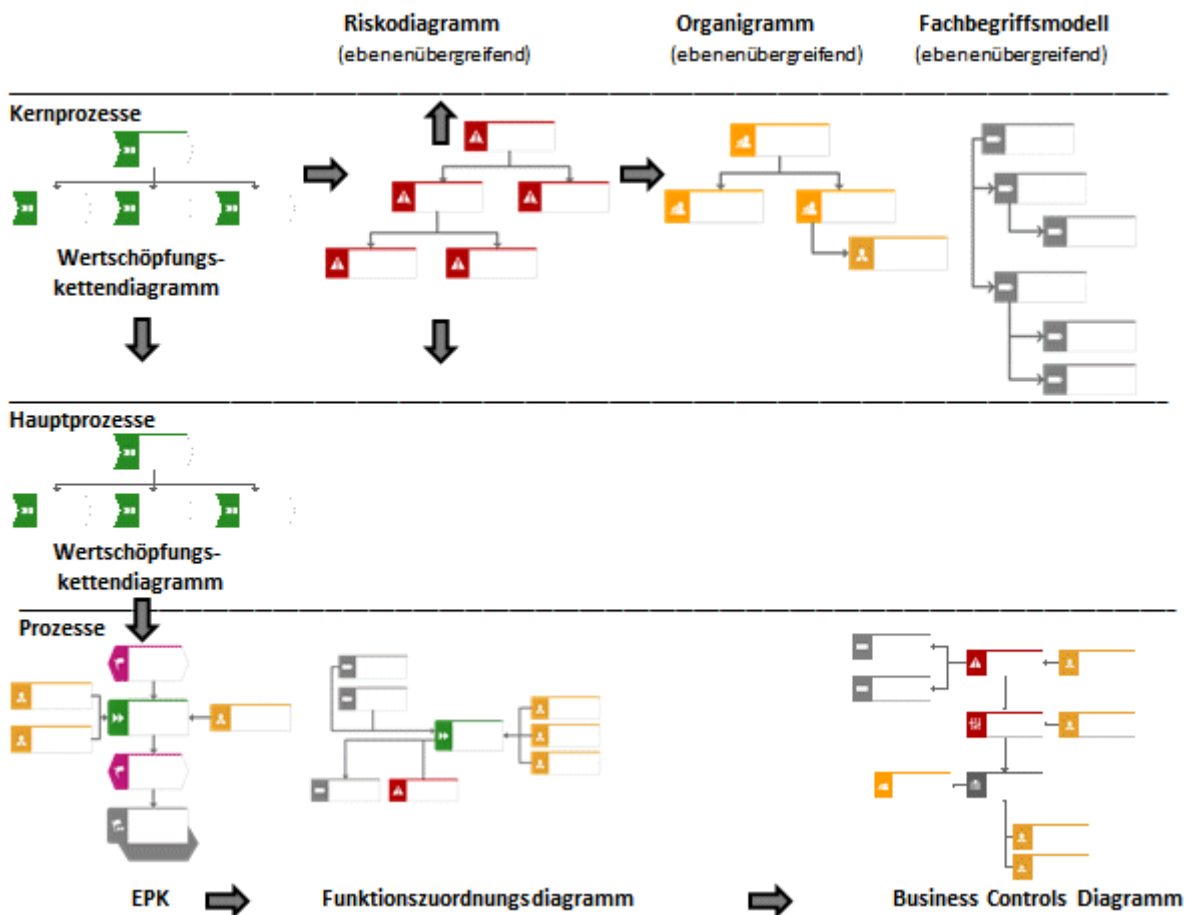 Riskodiagramm
(ebenenübergreifend)
Organigramm
(ebenenübergreifend)
Fachbegriffsmodell
(ebenenübergreifend)
Kernprozesse
Wertschöpfungs-
kettendiagramm
Hauptprozesse
Wertschöpfungs-
kettendiagramm
Prozesse
EPK
Funktionszuordnungsdiagramm
Business Controls Diagramm